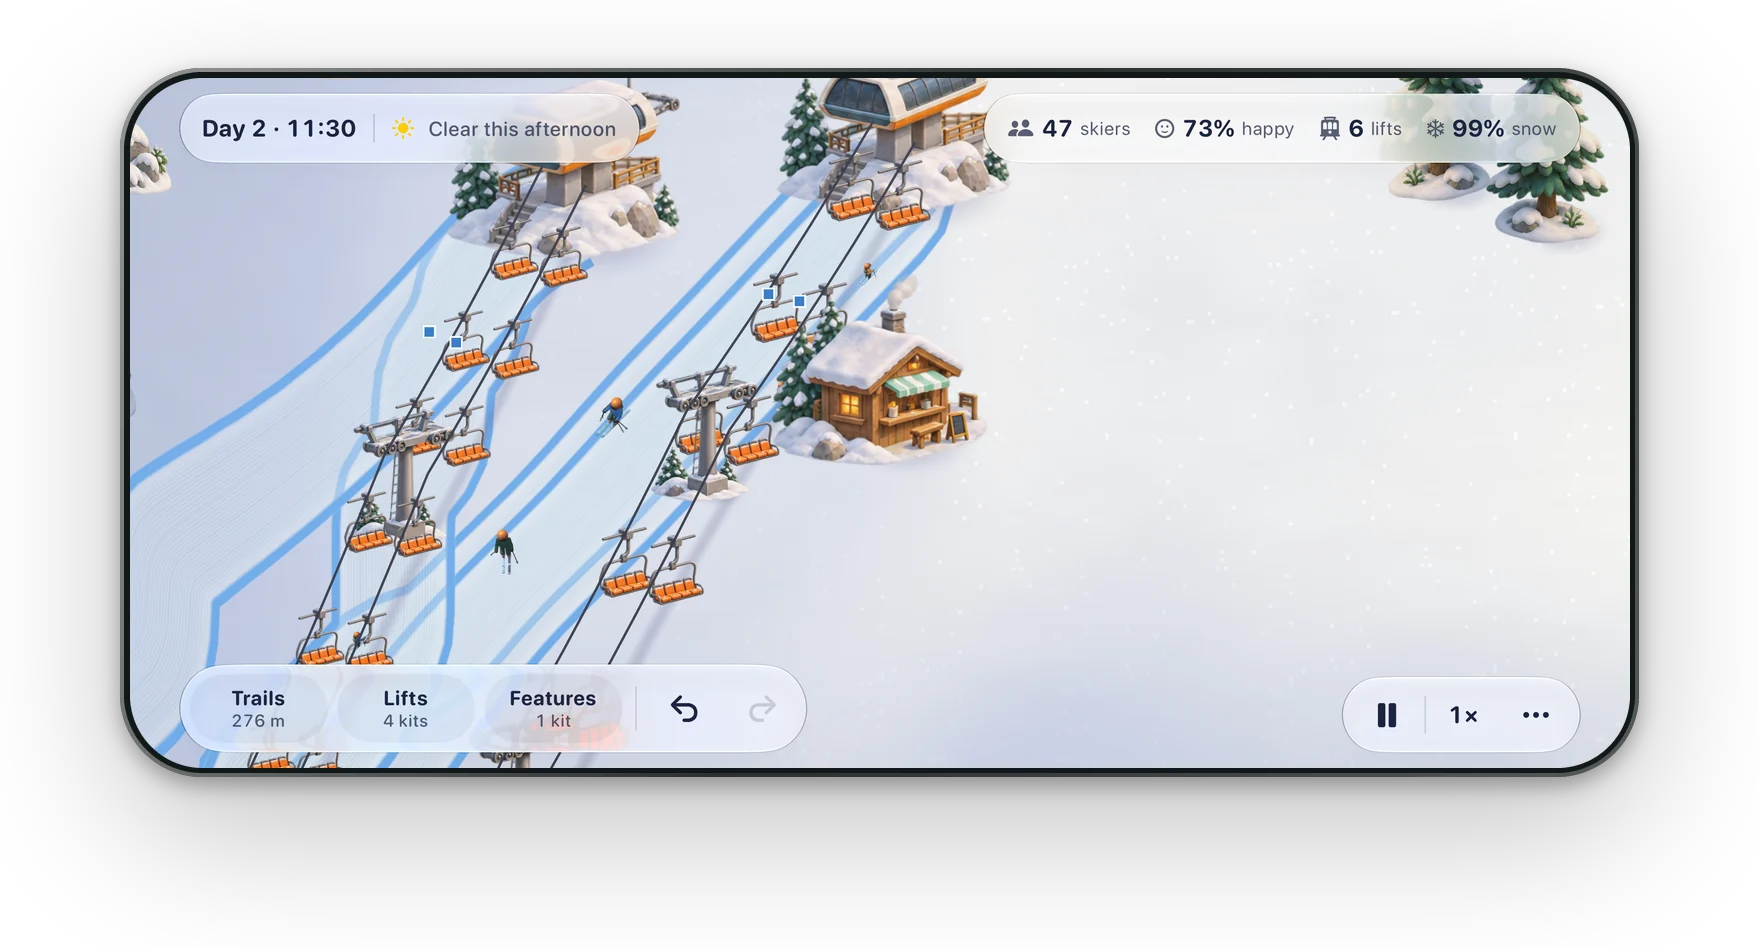 Day 2 · 11:30 Clear this afternoon
47 skiers 73% happy 6 lifts 99% snow
Trails
276 m
Lifts
4 kits
Features
1 kit
1×